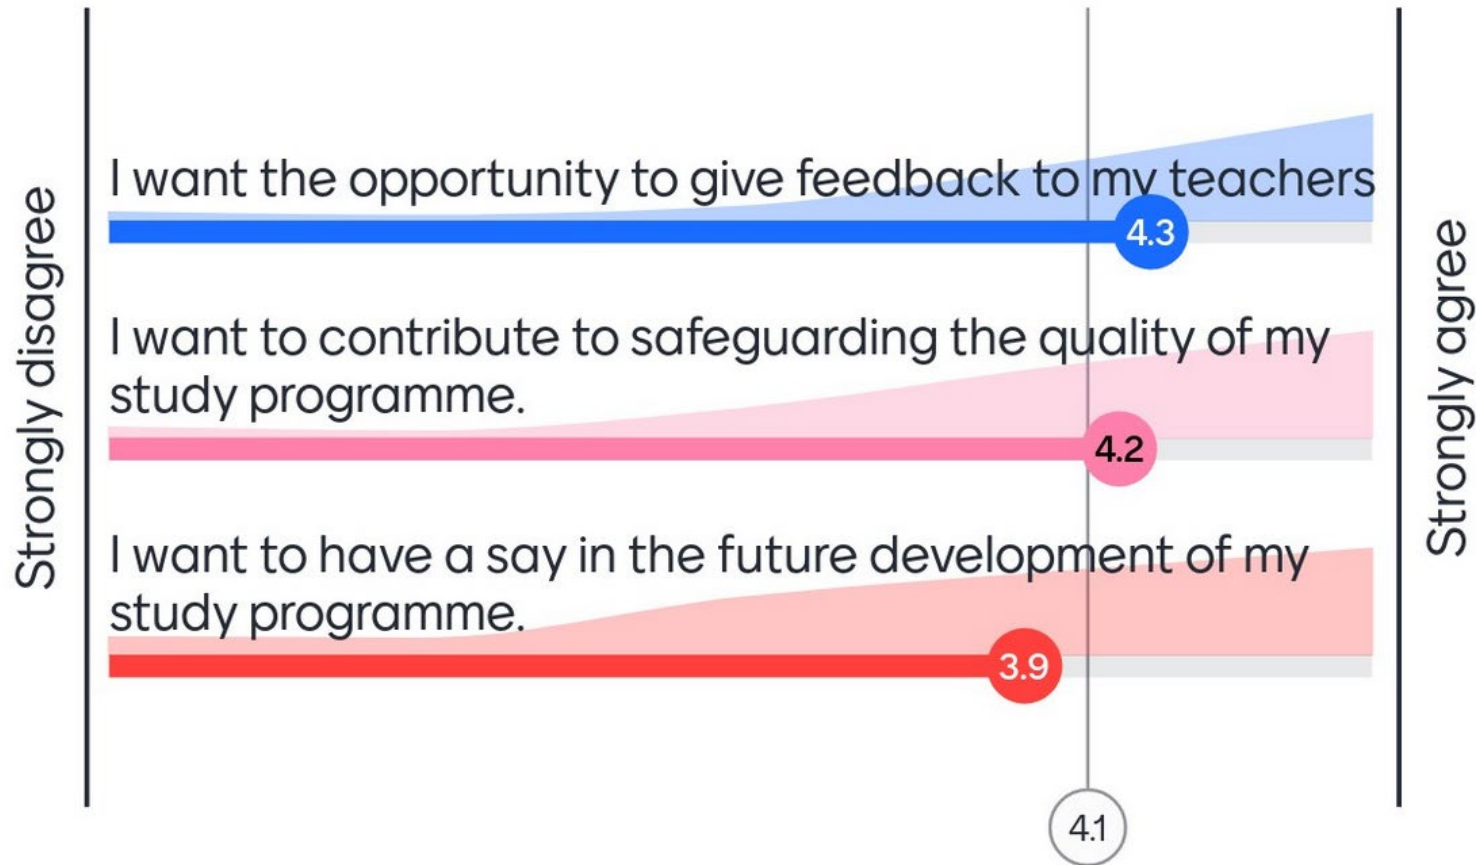 Strongly disagree
I want the opportunity to give feedback to my teachers
4.3
I want to contribute to safeguarding the quality of my
study programme.
4.2
I want to have a say in the future development of my
study programme.
3.9
4.1
Strongly agree